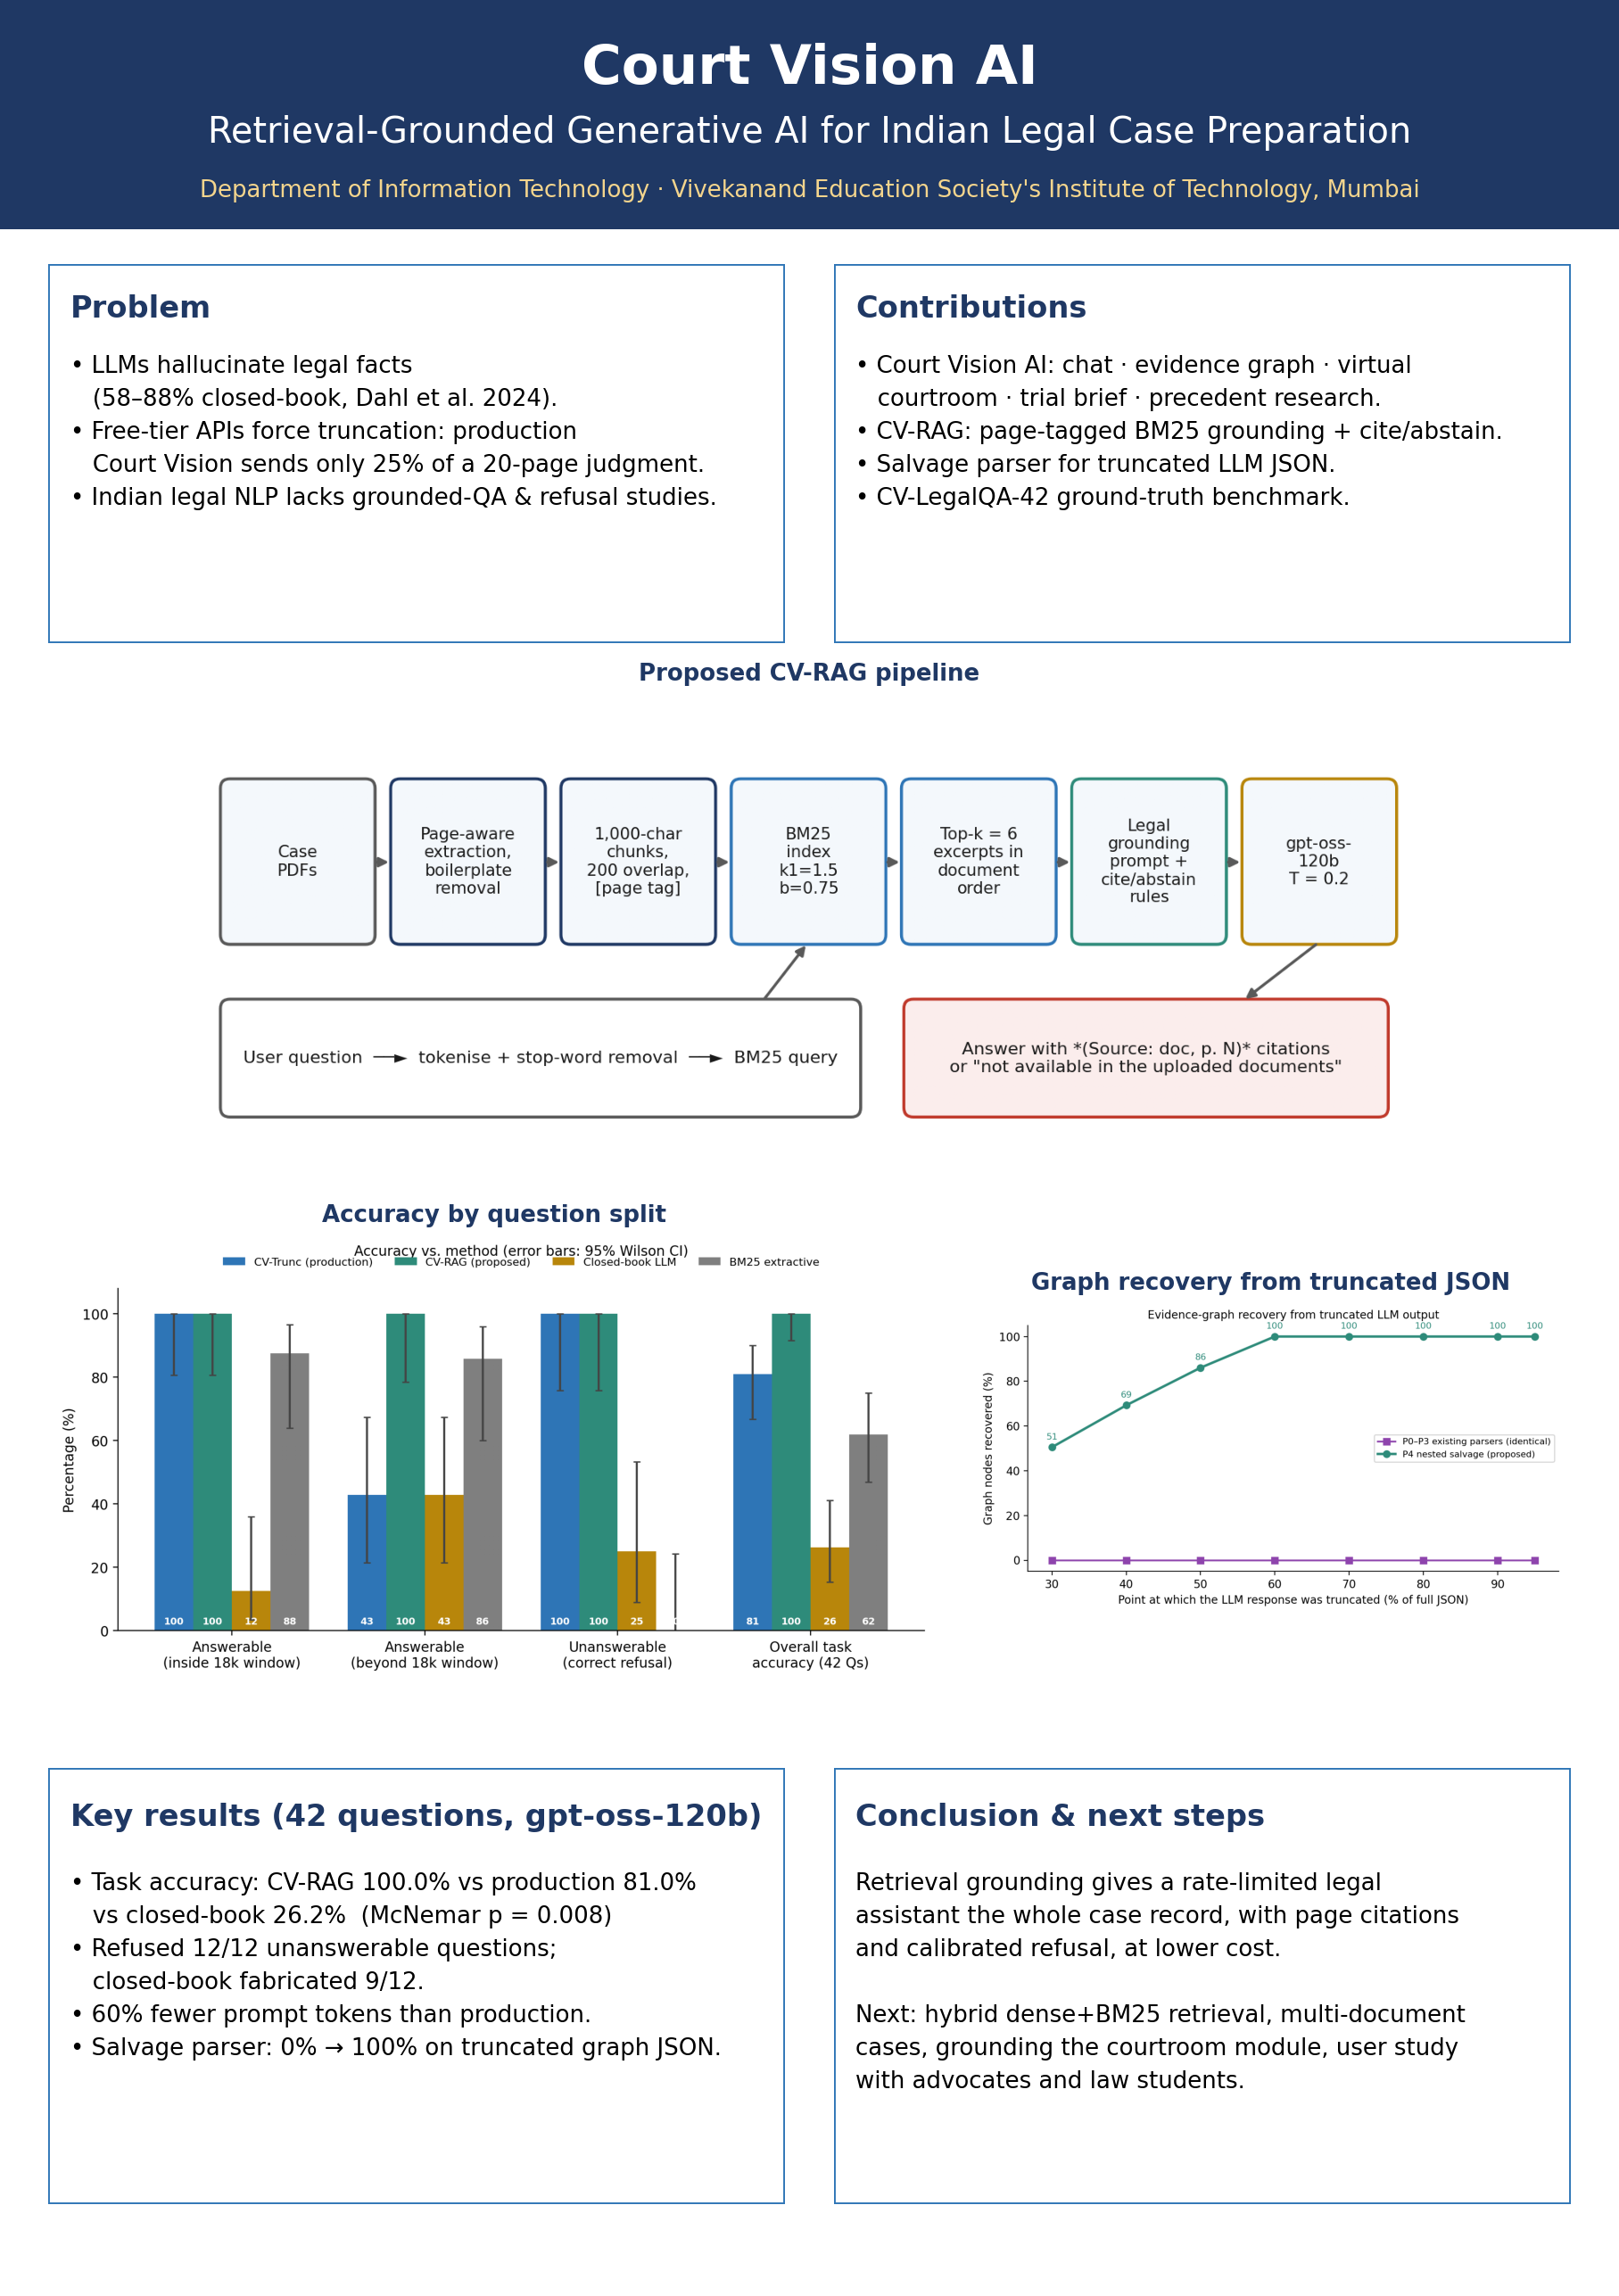 Court Vision AI
Retrieval-Grounded Generative AI for Indian Legal Case Preparation
Department of Information Technology · Vivekanand Education Society's Institute of Technology, Mumbai
Problem
• LLMs hallucinate legal facts
(58–88% closed-book, Dahl et al. 2024).
• Free-tier APIs force truncation: production
Court Vision sends only 25% of a 20-page judgment.
• Indian legal NLP lacks grounded-QA & refusal studies.
Contributions
• Court Vision AI: chat · evidence graph · virtual
courtroom · trial brief · precedent research.
• CV-RAG: page-tagged BM25 grounding + cite/abstain.
• Salvage parser for truncated LLM JSON.
• CV-LegalQA-42 ground-truth benchmark.
Proposed CV-RAG pipeline
Case
PDFs
Page-aware
extraction,
boilerplate
removal
1,000-char
chunks,
200 overlap,
[page tag]
BM25
index
k1=1.5
b=0.75
Top-k = 6
excerpts in
document
order
Legal
grounding
prompt +
cite/abstain
rules
gpt-oss-
120b
T = 0.2
User question → tokenise + stop-word removal → BM25 query
Answer with *(Source: doc, p. N)* citations
or "not available in the uploaded documents"
Accuracy by question split
Accuracy vs. method (error bars: 95% Wilson CI)
CV-Trunc (production) CV-RAG (proposed) Closed-book LLM BM25 extractive
Percentage (%)
100
80
60
40
20
0
100 100 12 88
43 100 43 86
100 100 25
81 100 26 62
Answerable
(inside 18k window)
Answerable
(beyond 18k window)
Unanswerable
(correct refusal)
Overall task
accuracy (42 Qs)
Graph recovery from truncated JSON
Evidence-graph recovery from truncated LLM output
Graph nodes recovered (%)
100
80
60
40
20
0
51 69 86 100 100 100 100 100
P0–P3 existing parsers (identical)
P4 nested salvage (proposed)
30 40 50 60 70 80 90
Point at which the LLM response was truncated (% of full JSON)
Key results (42 questions, gpt-oss-120b)
• Task accuracy: CV-RAG 100.0% vs production 81.0%
vs closed-book 26.2% (McNemar p = 0.008)
• Refused 12/12 unanswerable questions;
closed-book fabricated 9/12.
• 60% fewer prompt tokens than production.
• Salvage parser: 0% → 100% on truncated graph JSON.
Conclusion & next steps
Retrieval grounding gives a rate-limited legal
assistant the whole case record, with page citations
and calibrated refusal, at lower cost.
Next: hybrid dense+BM25 retrieval, multi-document
cases, grounding the courtroom module, user study
with advocates and law students.